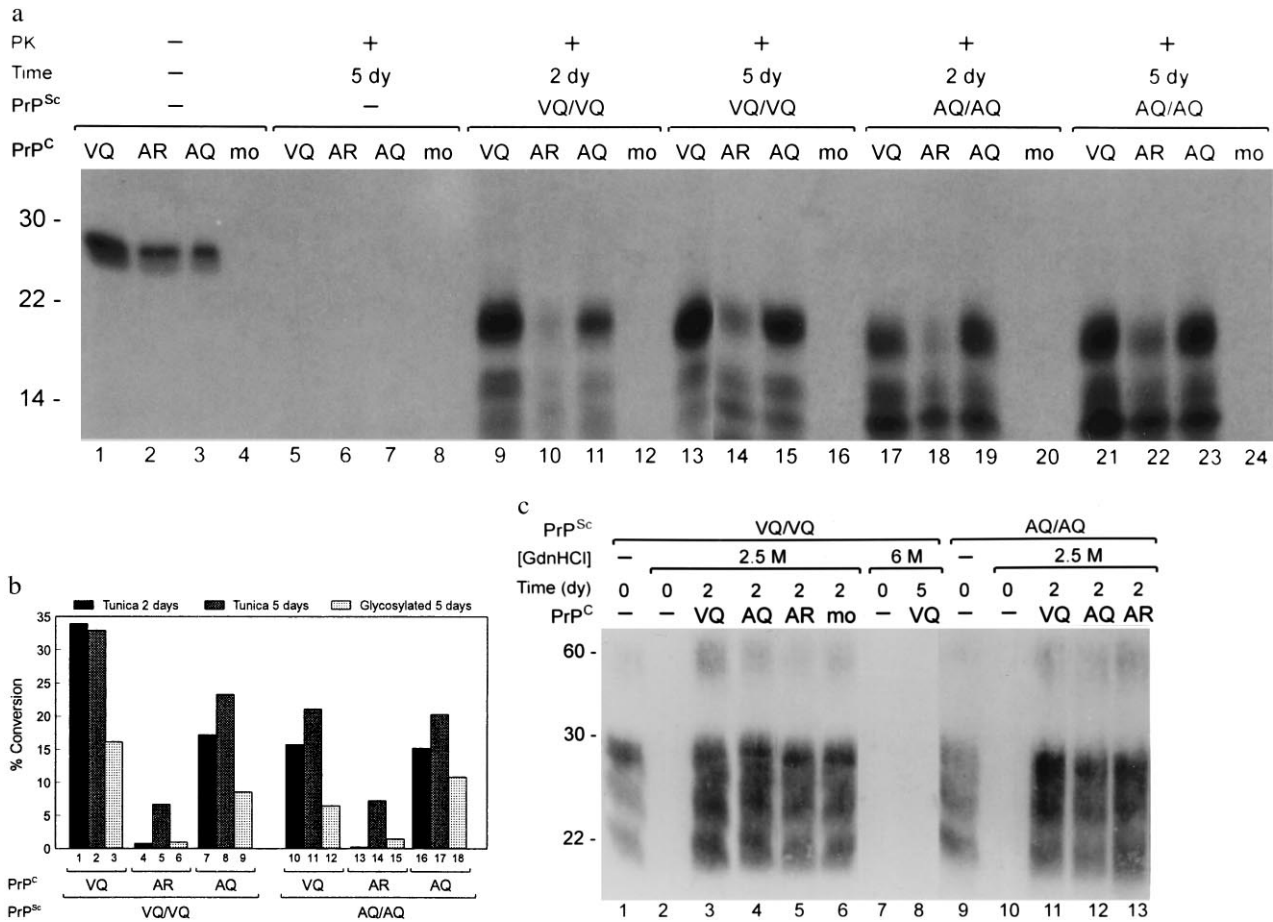 a
PK − + + + + +
Time − 5 dy 2 dy 5 dy 2 dy 5 dy
PrP^Sc − − VQ/VQ VQ/VQ AQ/AQ AQ/AQ
PrP^C VQ AR AQ mo VQ AR AQ mo VQ AR AQ mo VQ AR AQ mo VQ AR AQ mo VQ AR AQ mo
30 -
22 -
14 -
1 2 3 4 5 6 7 8 9 10 11 12 13 14 15 16 17 18 19 20 21 22 23 24
b
Tunica 2 days Tunica 5 days Glycosylated 5 days
% Conversion
35
30
25
20
15
10
5
0
1 2 3 4 5 6 7 8 9 10 11 12 13 14 15 16 17 18
PrP^C VQ AR AQ VQ AR AQ
PrP^Sc VQ/VQ AQ/AQ
c
PrP^Sc VQ/VQ AQ/AQ
[GdnHCl] − 2.5 M 6 M − 2.5 M
Time (dy) 0 0 2 2 2 2 0 5 0 0 2 2 2
PrP^C − − VQ AQ AR mo − VQ − − VQ AQ AR
60 -
30 -
22 -
1 2 3 4 5 6 7 8 9 10 11 12 13